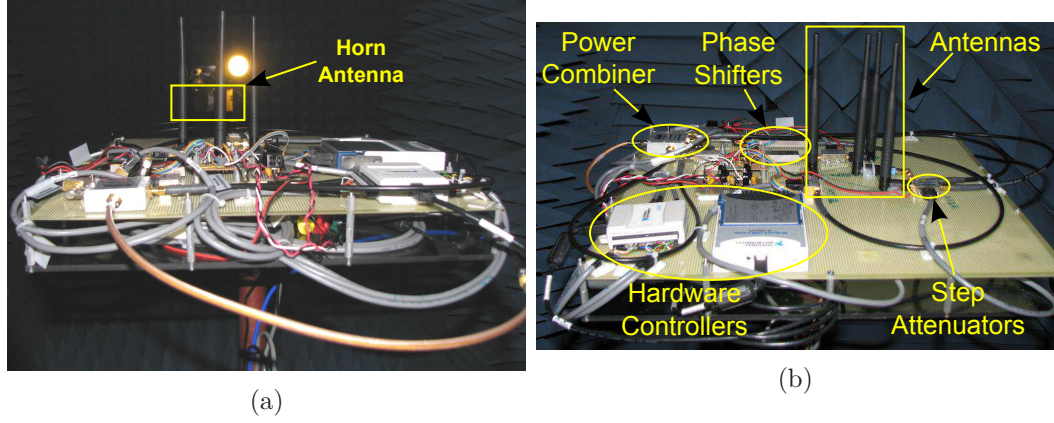 Horn
Antenna
(a)
Power
Combiner
Phase
Shifters
Antennas
Hardware
Controllers
Step
Attenuators
(b)